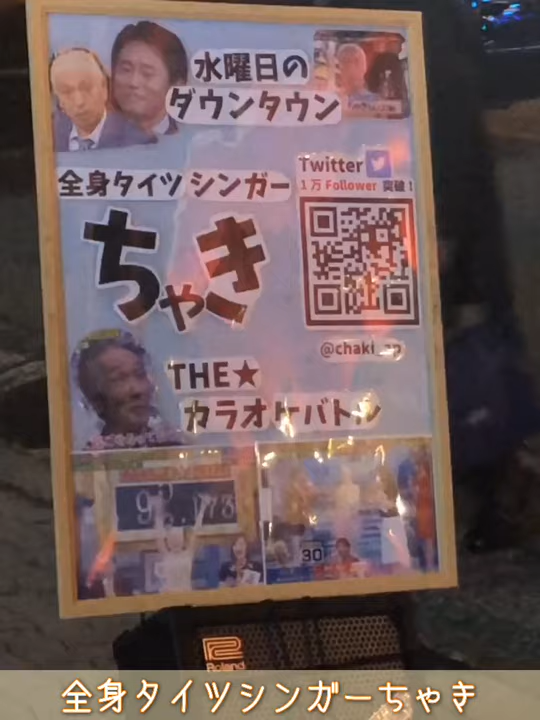 水曜日の
ダウンタウン
全身タイツ シンガー
ちゃき
Twitter
1万 Follower 突破!
THE★
カラオケバトル
30
Roland
全身タイツシンガーちゃき